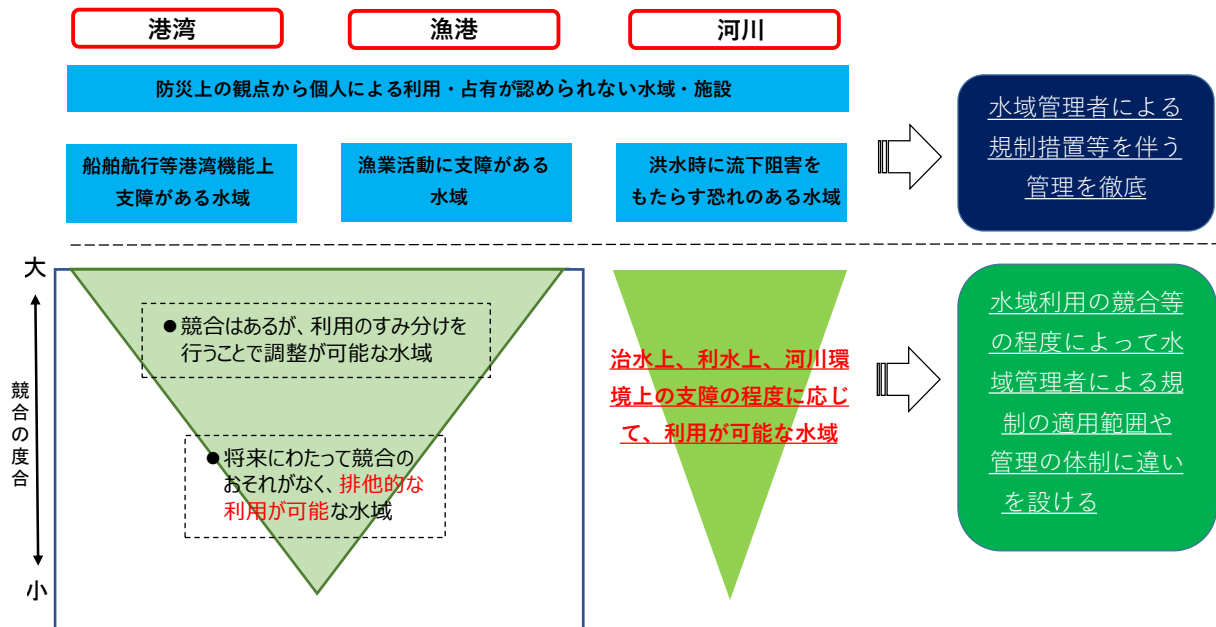 港湾
漁港
河川
防災上の観点から個人による利用・占有が認められない水域・施設
船舶航行等港湾機能上
支障がある水域
漁業活動に支障がある
水域
洪水時に流下阻害を
もたらす恐れのある水域
水域管理者による
規制措置等を伴う
管理を徹底
大
競合の度合
小
●競合はあるが、利用のすみ分けを
行うことで調整が可能な水域
●将来にわたって競合の
おそれがなく、排他的な
利用が可能な水域
治水上、利水上、河川環
境上の支障の程度に応じ
て、利用が可能な水域
水域利用の競合等
の程度によって水
域管理者による規
制の適用範囲や
管理の体制に違い
を設ける